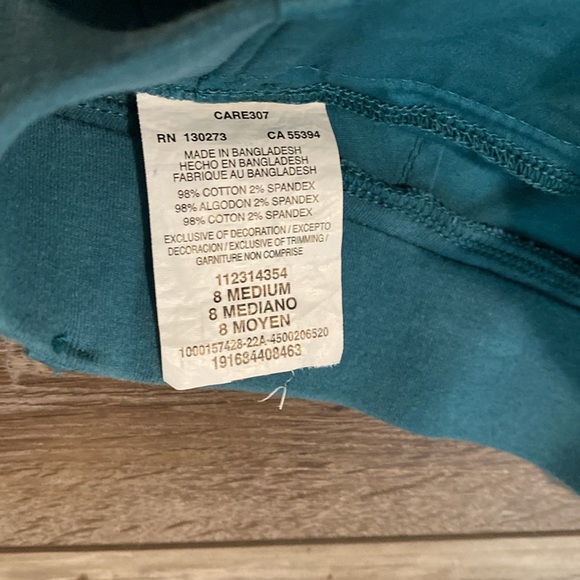 CARE307
RN 130273 CA 55394
MADE IN BANGLADESH
HECHO EN BANGLADESH
FABRIQUE AU BANGLADESH
98% COTTON 2% SPANDEX
98% ALGODON 2% SPANDEX
98% COTON 2% SPANDEX
EXCLUSIVE OF DECORATION / EXCEPTO
DECORACION / EXCLUSIVE OF TRIMMING /
GARNITURE NON COMPRISE
112314354
8 MEDIUM
8 MEDIANO
8 MOYEN
1000157428-22A-4500206520
191684408463